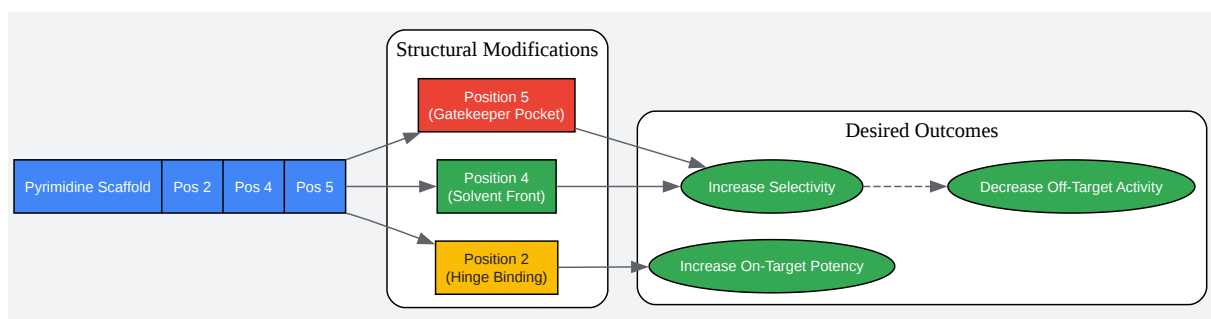 Structural Modifications
Position 5
(Gatekeeper Pocket)
Desired Outcomes
Pyrimidine Scaffold
Pos 2
Pos 4
Pos 5
Position 4
(Solvent Front)
Increase Selectivity
Decrease Off-Target Activity
Position 2
(Hinge Binding)
Increase On-Target Potency